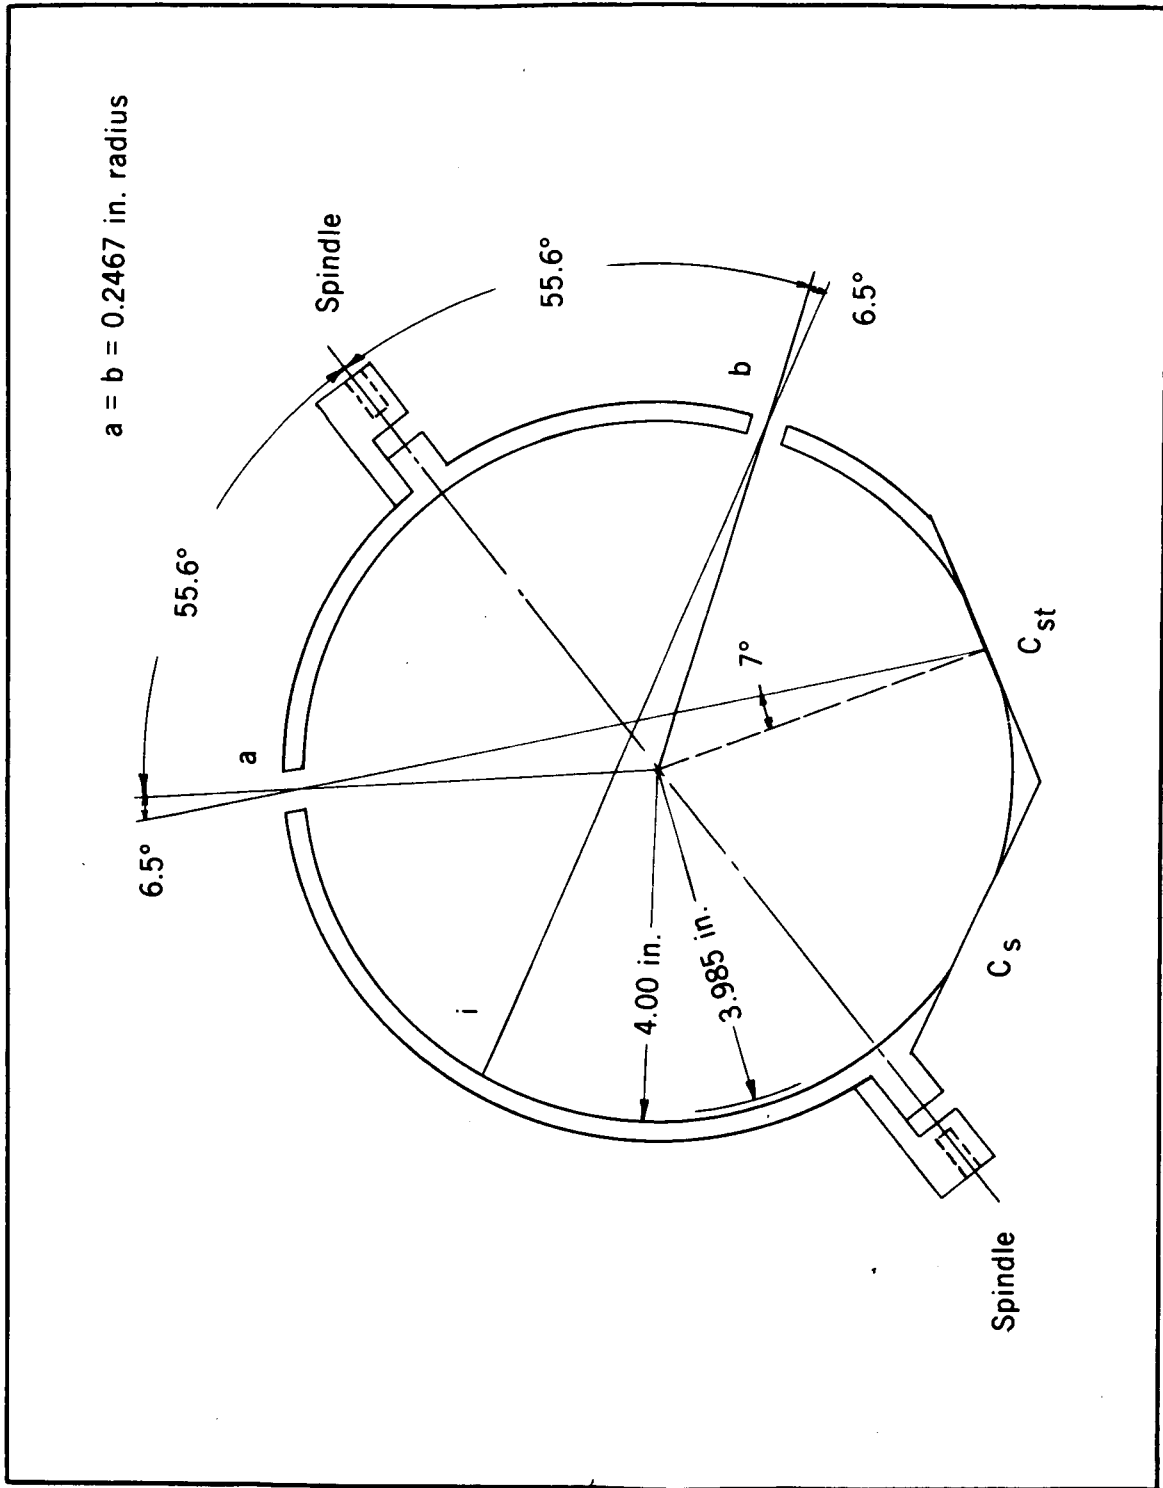 a = b = 0.2467 in. radius
Spindle
55.6°
55.6°
6.5°
a
b
6.5°
7°
i
4.00 in.
3.985 in.
C st
C s
Spindle